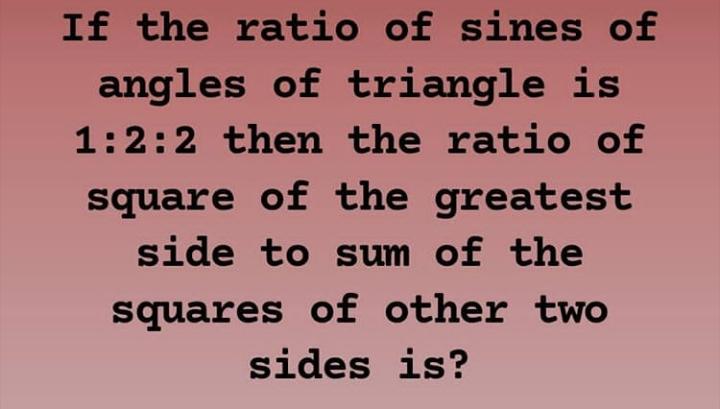 If the ratio of sines of
angles of triangle is
1:2:2 then the ratio of
square of the greatest
side to sum of the
squares of other two
sides is?